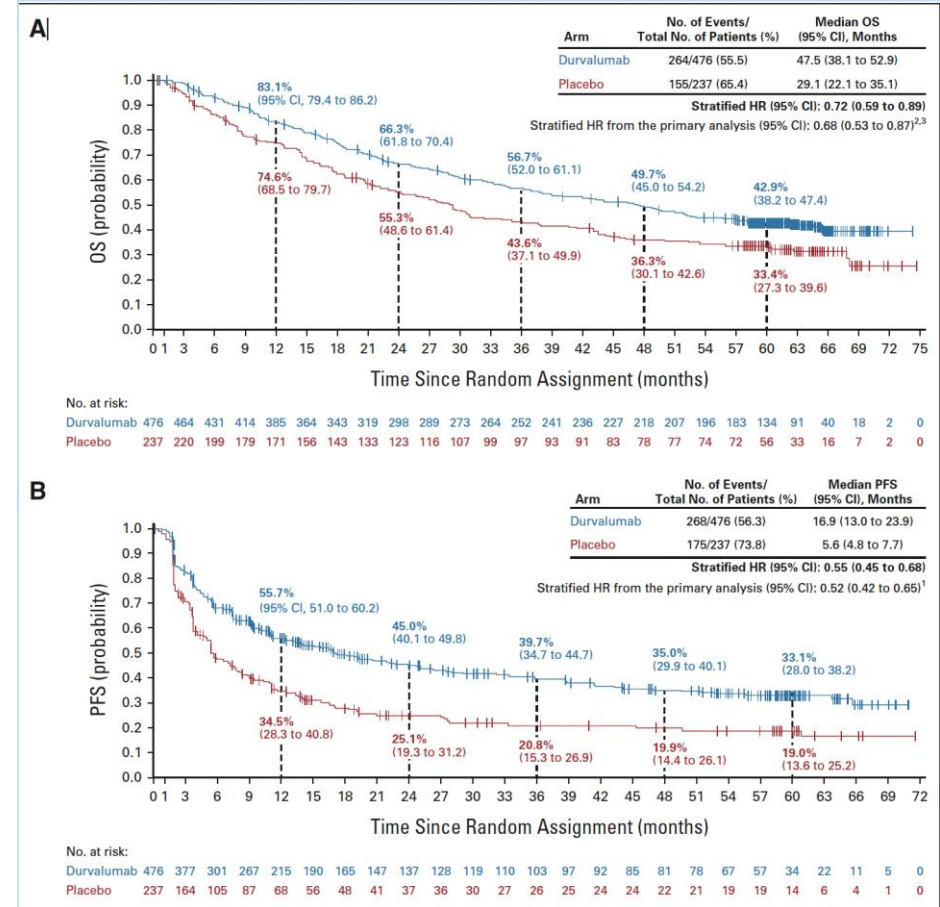 A
No. of Events/ Median OS
Arm Total No. of Patients (%) (95% CI), Months
Durvalumab 264/476 (55.5) 47.5 (38.1 to 52.9)
Placebo 155/237 (65.4) 29.1 (22.1 to 35.1)
Stratified HR (95% CI): 0.72 (0.59 to 0.89)
Stratified HR from the primary analysis (95% CI): 0.68 (0.53 to 0.87)2,3
OS (probability)
1.0
0.9
0.8
0.7
0.6
0.5
0.4
0.3
0.2
0.1
0.0
83.1%
(95% CI, 79.4 to 86.2)
66.3%
(61.8 to 70.4)
56.7%
(52.0 to 61.1)
49.7%
(45.0 to 54.2)
42.9%
(38.2 to 47.4)
74.6%
(68.5 to 79.7)
55.3%
(48.6 to 61.4)
43.6%
(37.1 to 49.9)
36.3%
(30.1 to 42.6)
33.4%
(27.3 to 39.6)
0 1 3 6 9 12 15 18 21 24 27 30 33 36 39 42 45 48 51 54 57 60 63 66 69 72 75
Time Since Random Assignment (months)
No. at risk:
Durvalumab 476 464 431 414 385 364 343 319 298 289 273 264 252 241 236 227 218 207 196 183 134 91 40 18 2 0
Placebo 237 220 199 179 171 156 143 133 123 116 107 99 97 93 91 83 78 77 74 72 56 33 16 7 2 0
B
No. of Events/ Median PFS
Arm Total No. of Patients (%) (95% CI), Months
Durvalumab 268/476 (56.3) 16.9 (13.0 to 23.9)
Placebo 175/237 (73.8) 5.6 (4.8 to 7.7)
Stratified HR (95% CI): 0.55 (0.45 to 0.68)
Stratified HR from the primary analysis (95% CI): 0.52 (0.42 to 0.65)1
PFS (probability)
1.0
0.9
0.8
0.7
0.6
0.5
0.4
0.3
0.2
0.1
0.0
55.7%
(95% CI, 51.0 to 60.2)
45.0%
(40.1 to 49.8)
39.7%
(34.7 to 44.7)
35.0%
(29.9 to 40.1)
33.1%
(28.0 to 38.2)
34.5%
(28.3 to 40.8)
25.1%
(19.3 to 31.2)
20.8%
(15.3 to 26.9)
19.9%
(14.4 to 26.1)
19.0%
(13.6 to 25.2)
0 1 3 6 9 12 15 18 21 24 27 30 33 36 39 42 45 48 51 54 57 60 63 66 69 72
Time Since Random Assignment (months)
No. at risk:
Durvalumab 476 377 301 267 215 190 165 147 137 128 119 110 103 97 92 85 81 78 67 57 34 22 11 5 0
Placebo 237 164 105 87 68 56 48 41 37 36 30 27 26 25 24 24 22 21 19 19 14 6 4 1 0